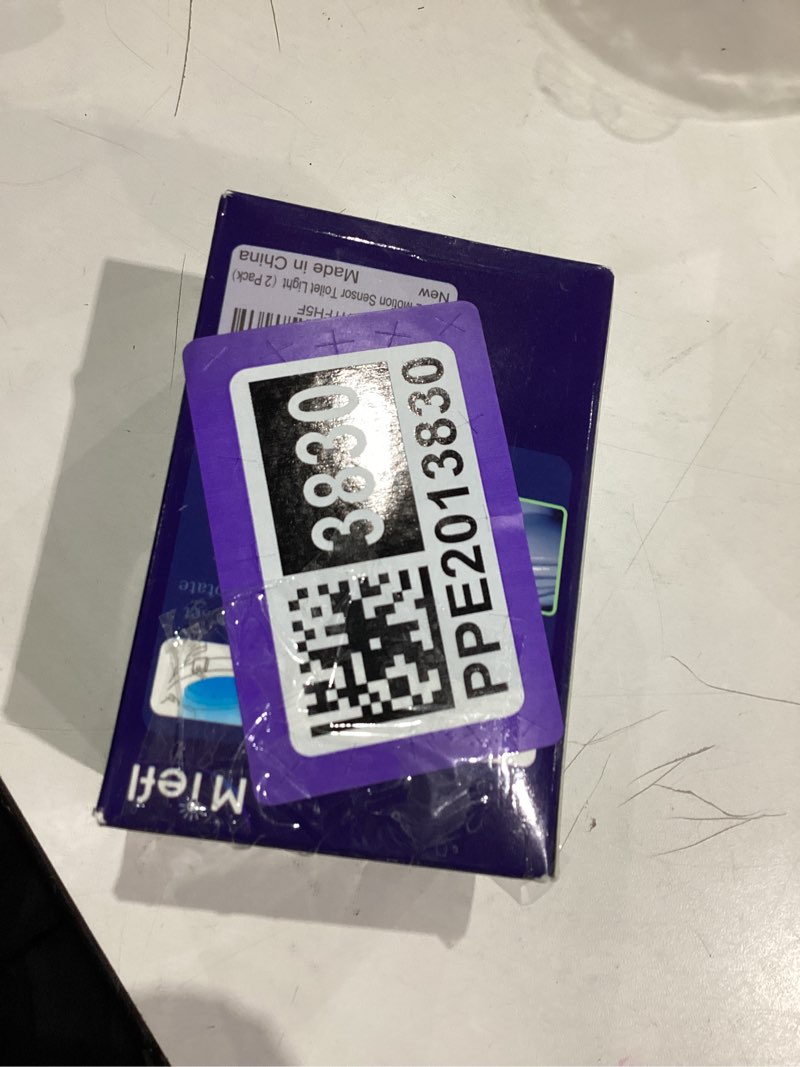 3830
PPE2013830
Motion Sensor Toilet Light (2 Pack)
New
Made in China
Miefl